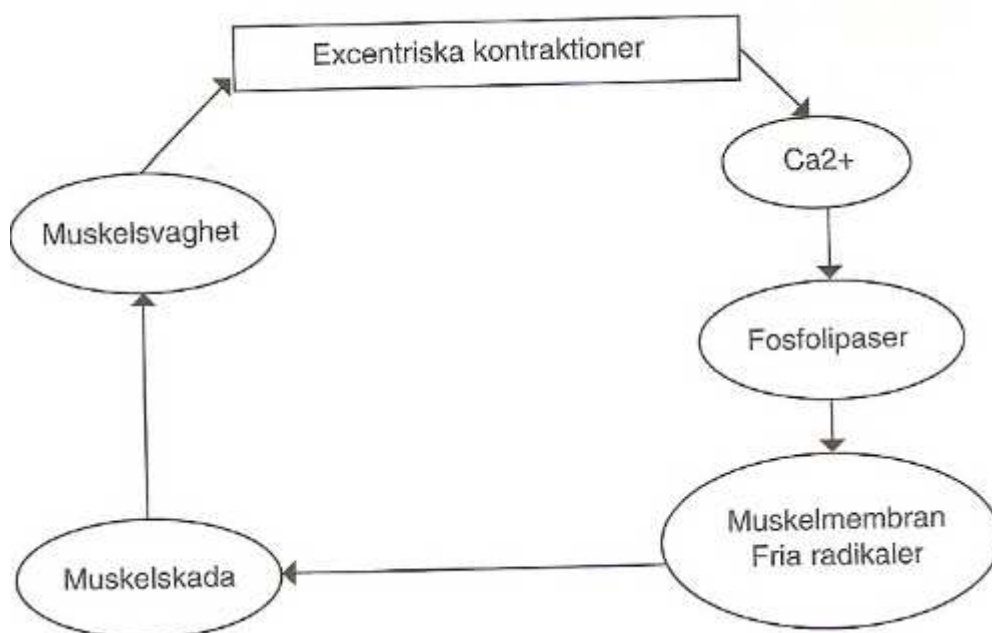 Excentriska kontraktioner
Ca2+
Muskelsvaghet
Fosfolipaser
Muskelmembran
Fria radikaler
Muskelskada